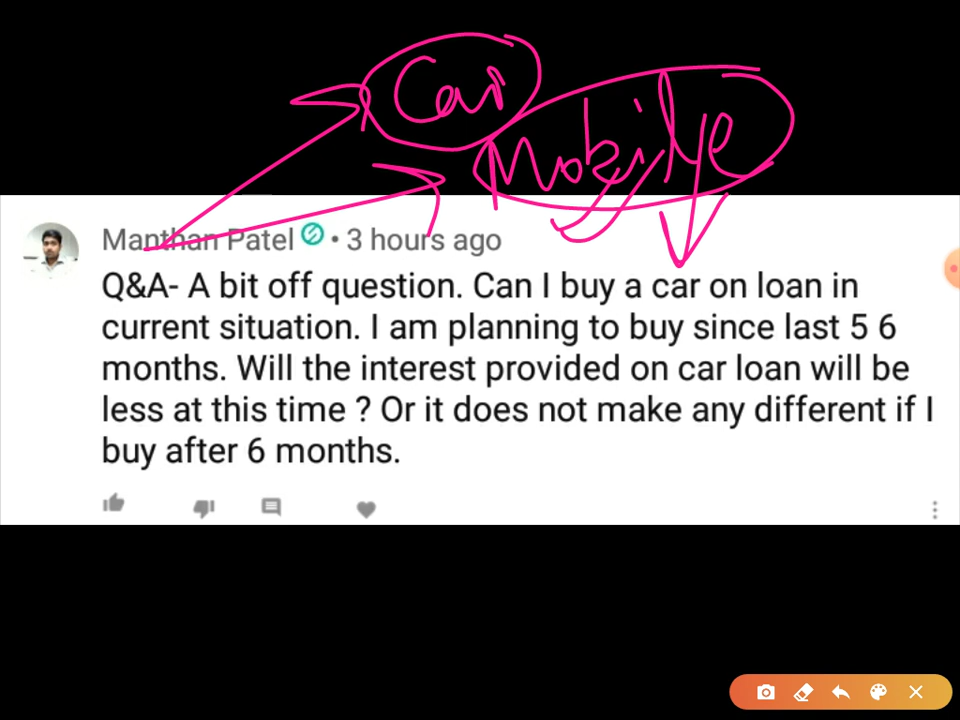 Car
Mobile
Manthan Patel • 3 hours ago
Q&A- A bit off question. Can I buy a car on loan in
current situation. I am planning to buy since last 5 6
months. Will the interest provided on car loan will be
less at this time ? Or it does not make any different if I
buy after 6 months.